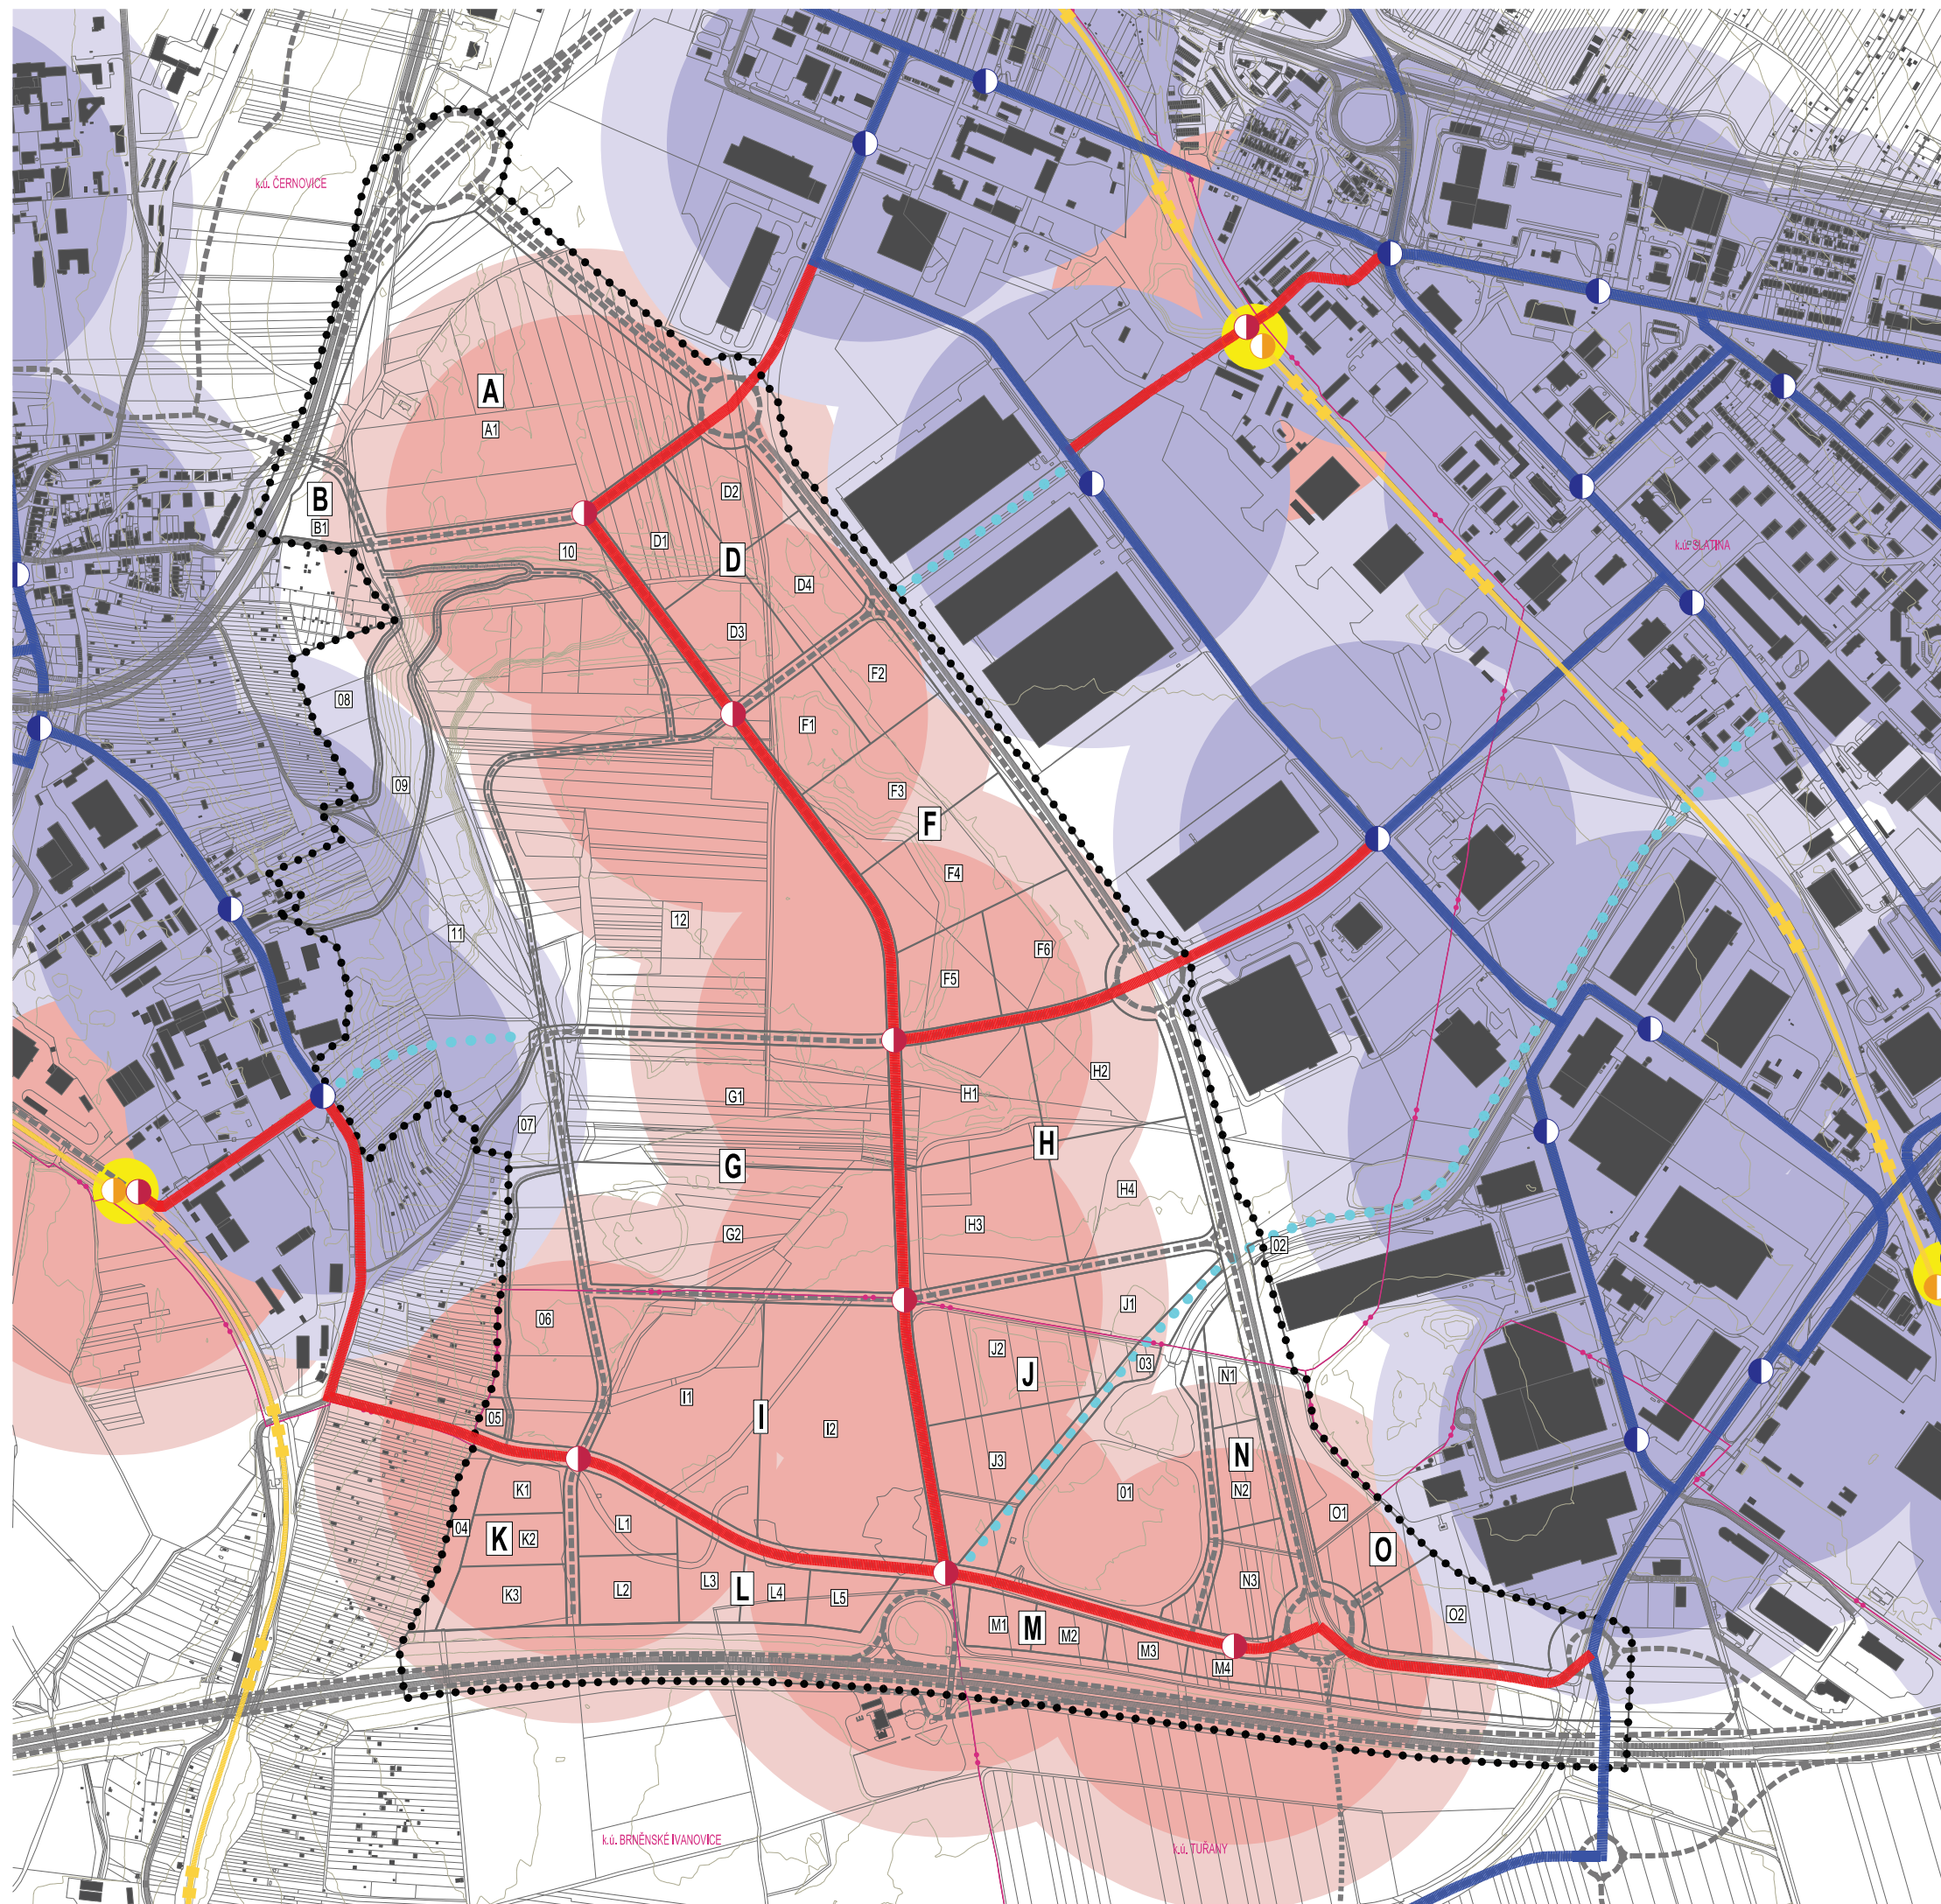 k.ú. ČERNOVICE
A
A1
B
B1
D2
10
D1
D
D4
k.ú. SLATINA
D3
F2
08
F1
09
F3
F
F4
12
11
F6
F5
H2
H1
G1
07
H
G
H4
H3
G2
02
J1
06
J2
03
N1
J
I1
I
I2
05
N
J3
K1
N2
01
O1
L1
04
K
K2
O
L3
N3
L
L2
L4
K3
L5
O2
M1
M
M2
M3
M4
k.ú. BRNĚNSKÉ IVANOVICE
k.ú. TUŘANY